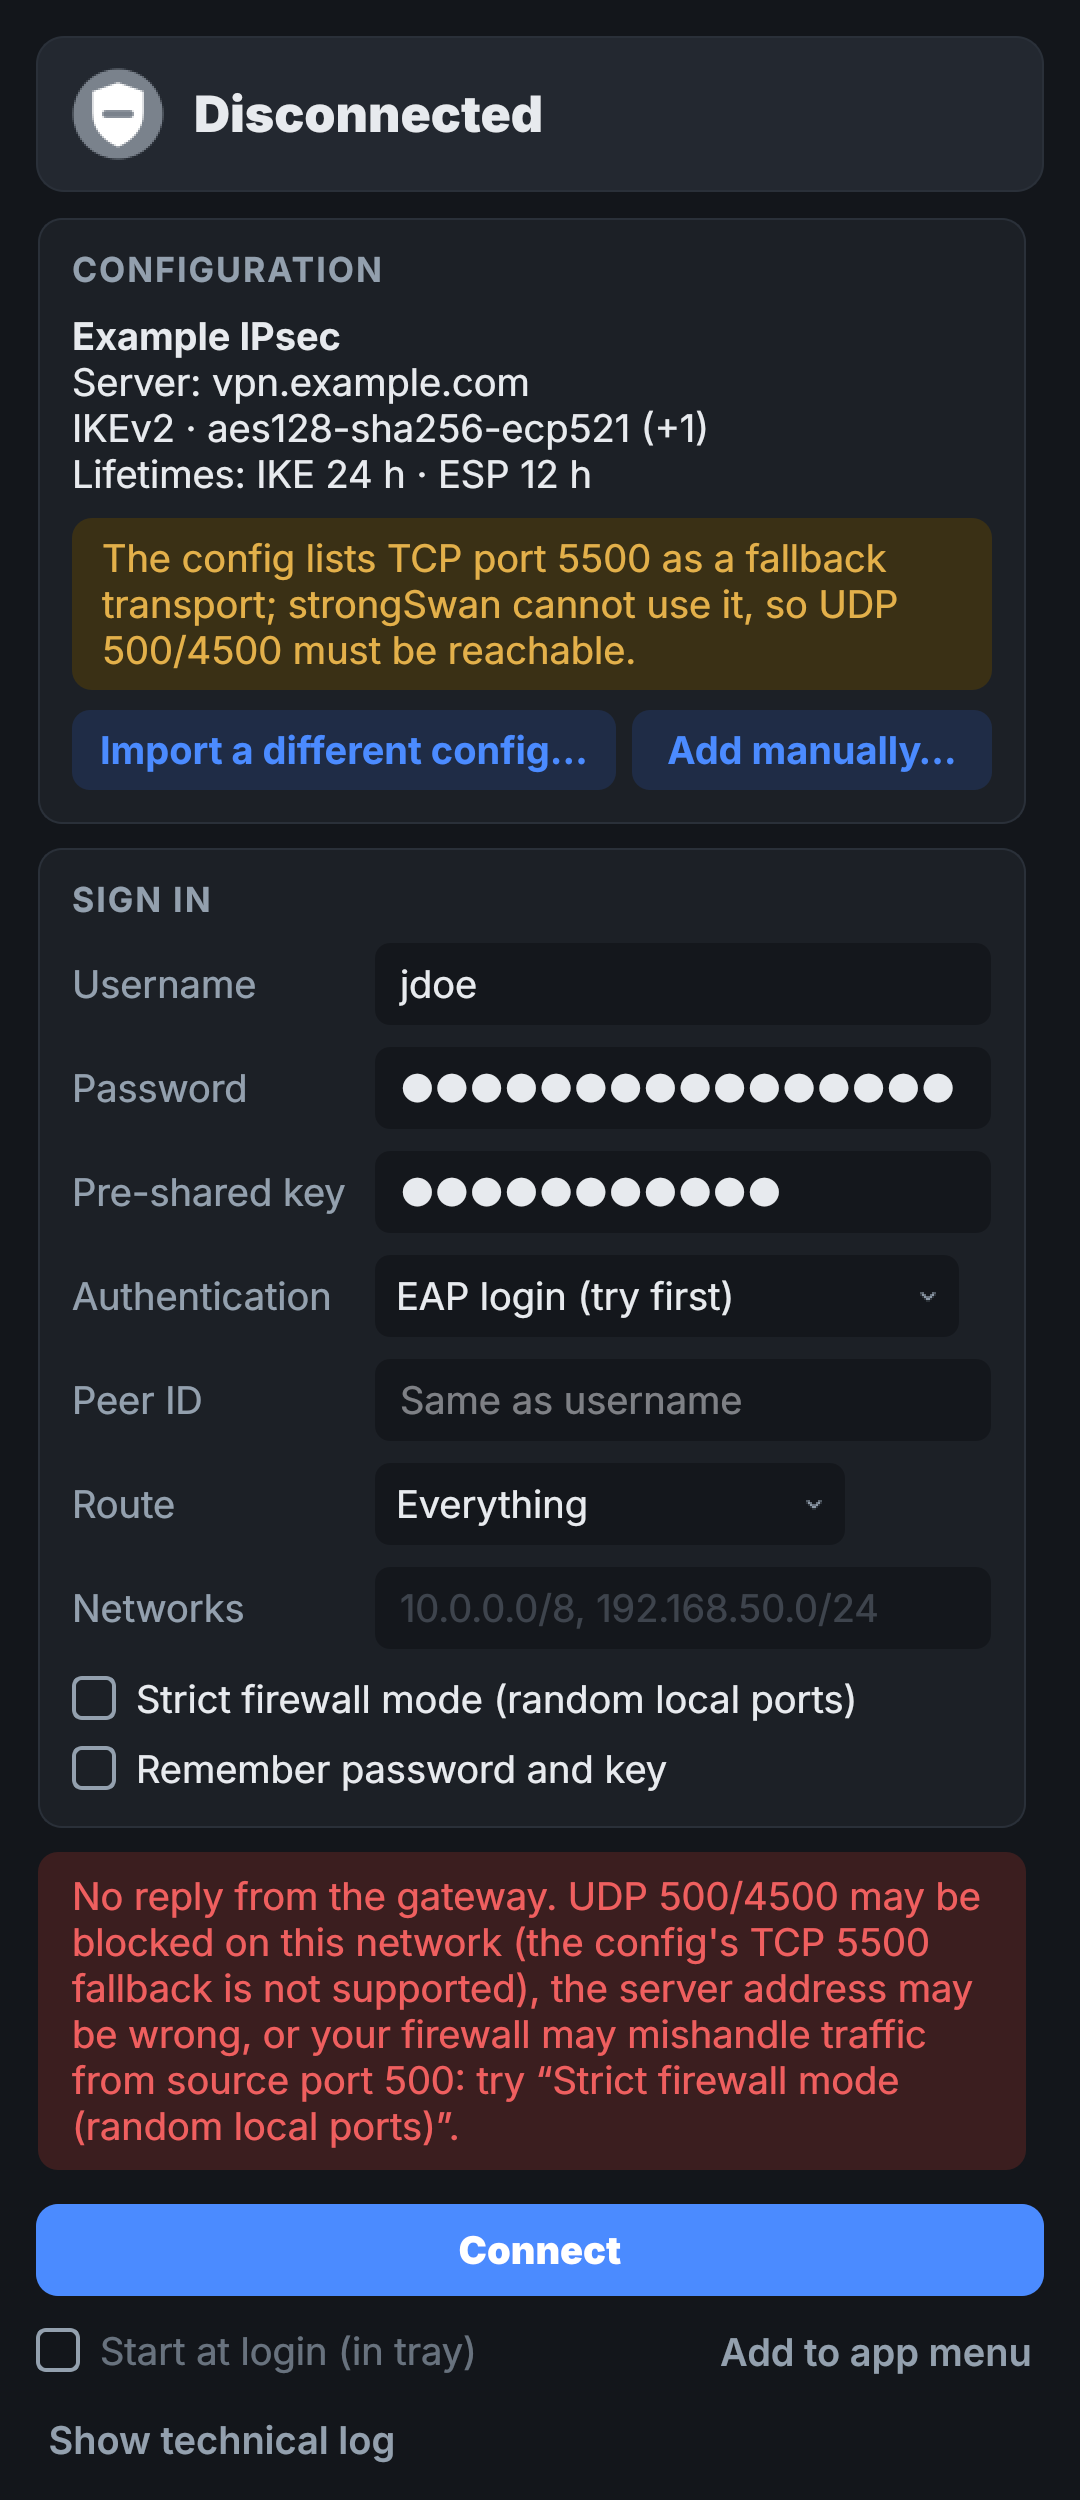 Disconnected
CONFIGURATION
Example IPsec
Server: vpn.example.com
IKEv2 · aes128-sha256-ecp521 (+1)
Lifetimes: IKE 24 h · ESP 12 h
The config lists TCP port 5500 as a fallback
transport; strongSwan cannot use it, so UDP
500/4500 must be reachable.
Import a different config…
Add manually…
SIGN IN
Username
jdoe
Password
●●●●●●●●●●●●●●●●
Pre-shared key
●●●●●●●●●●●
Authentication
EAP login (try first)
Peer ID
Same as username
Route
Everything
Networks
10.0.0.0/8, 192.168.50.0/24
Strict firewall mode (random local ports)
Remember password and key
No reply from the gateway. UDP 500/4500 may be
blocked on this network (the config's TCP 5500
fallback is not supported), the server address may
be wrong, or your firewall may mishandle traffic
from source port 500: try “Strict firewall mode
(random local ports)”.
Connect
Start at login (in tray)
Add to app menu
Show technical log